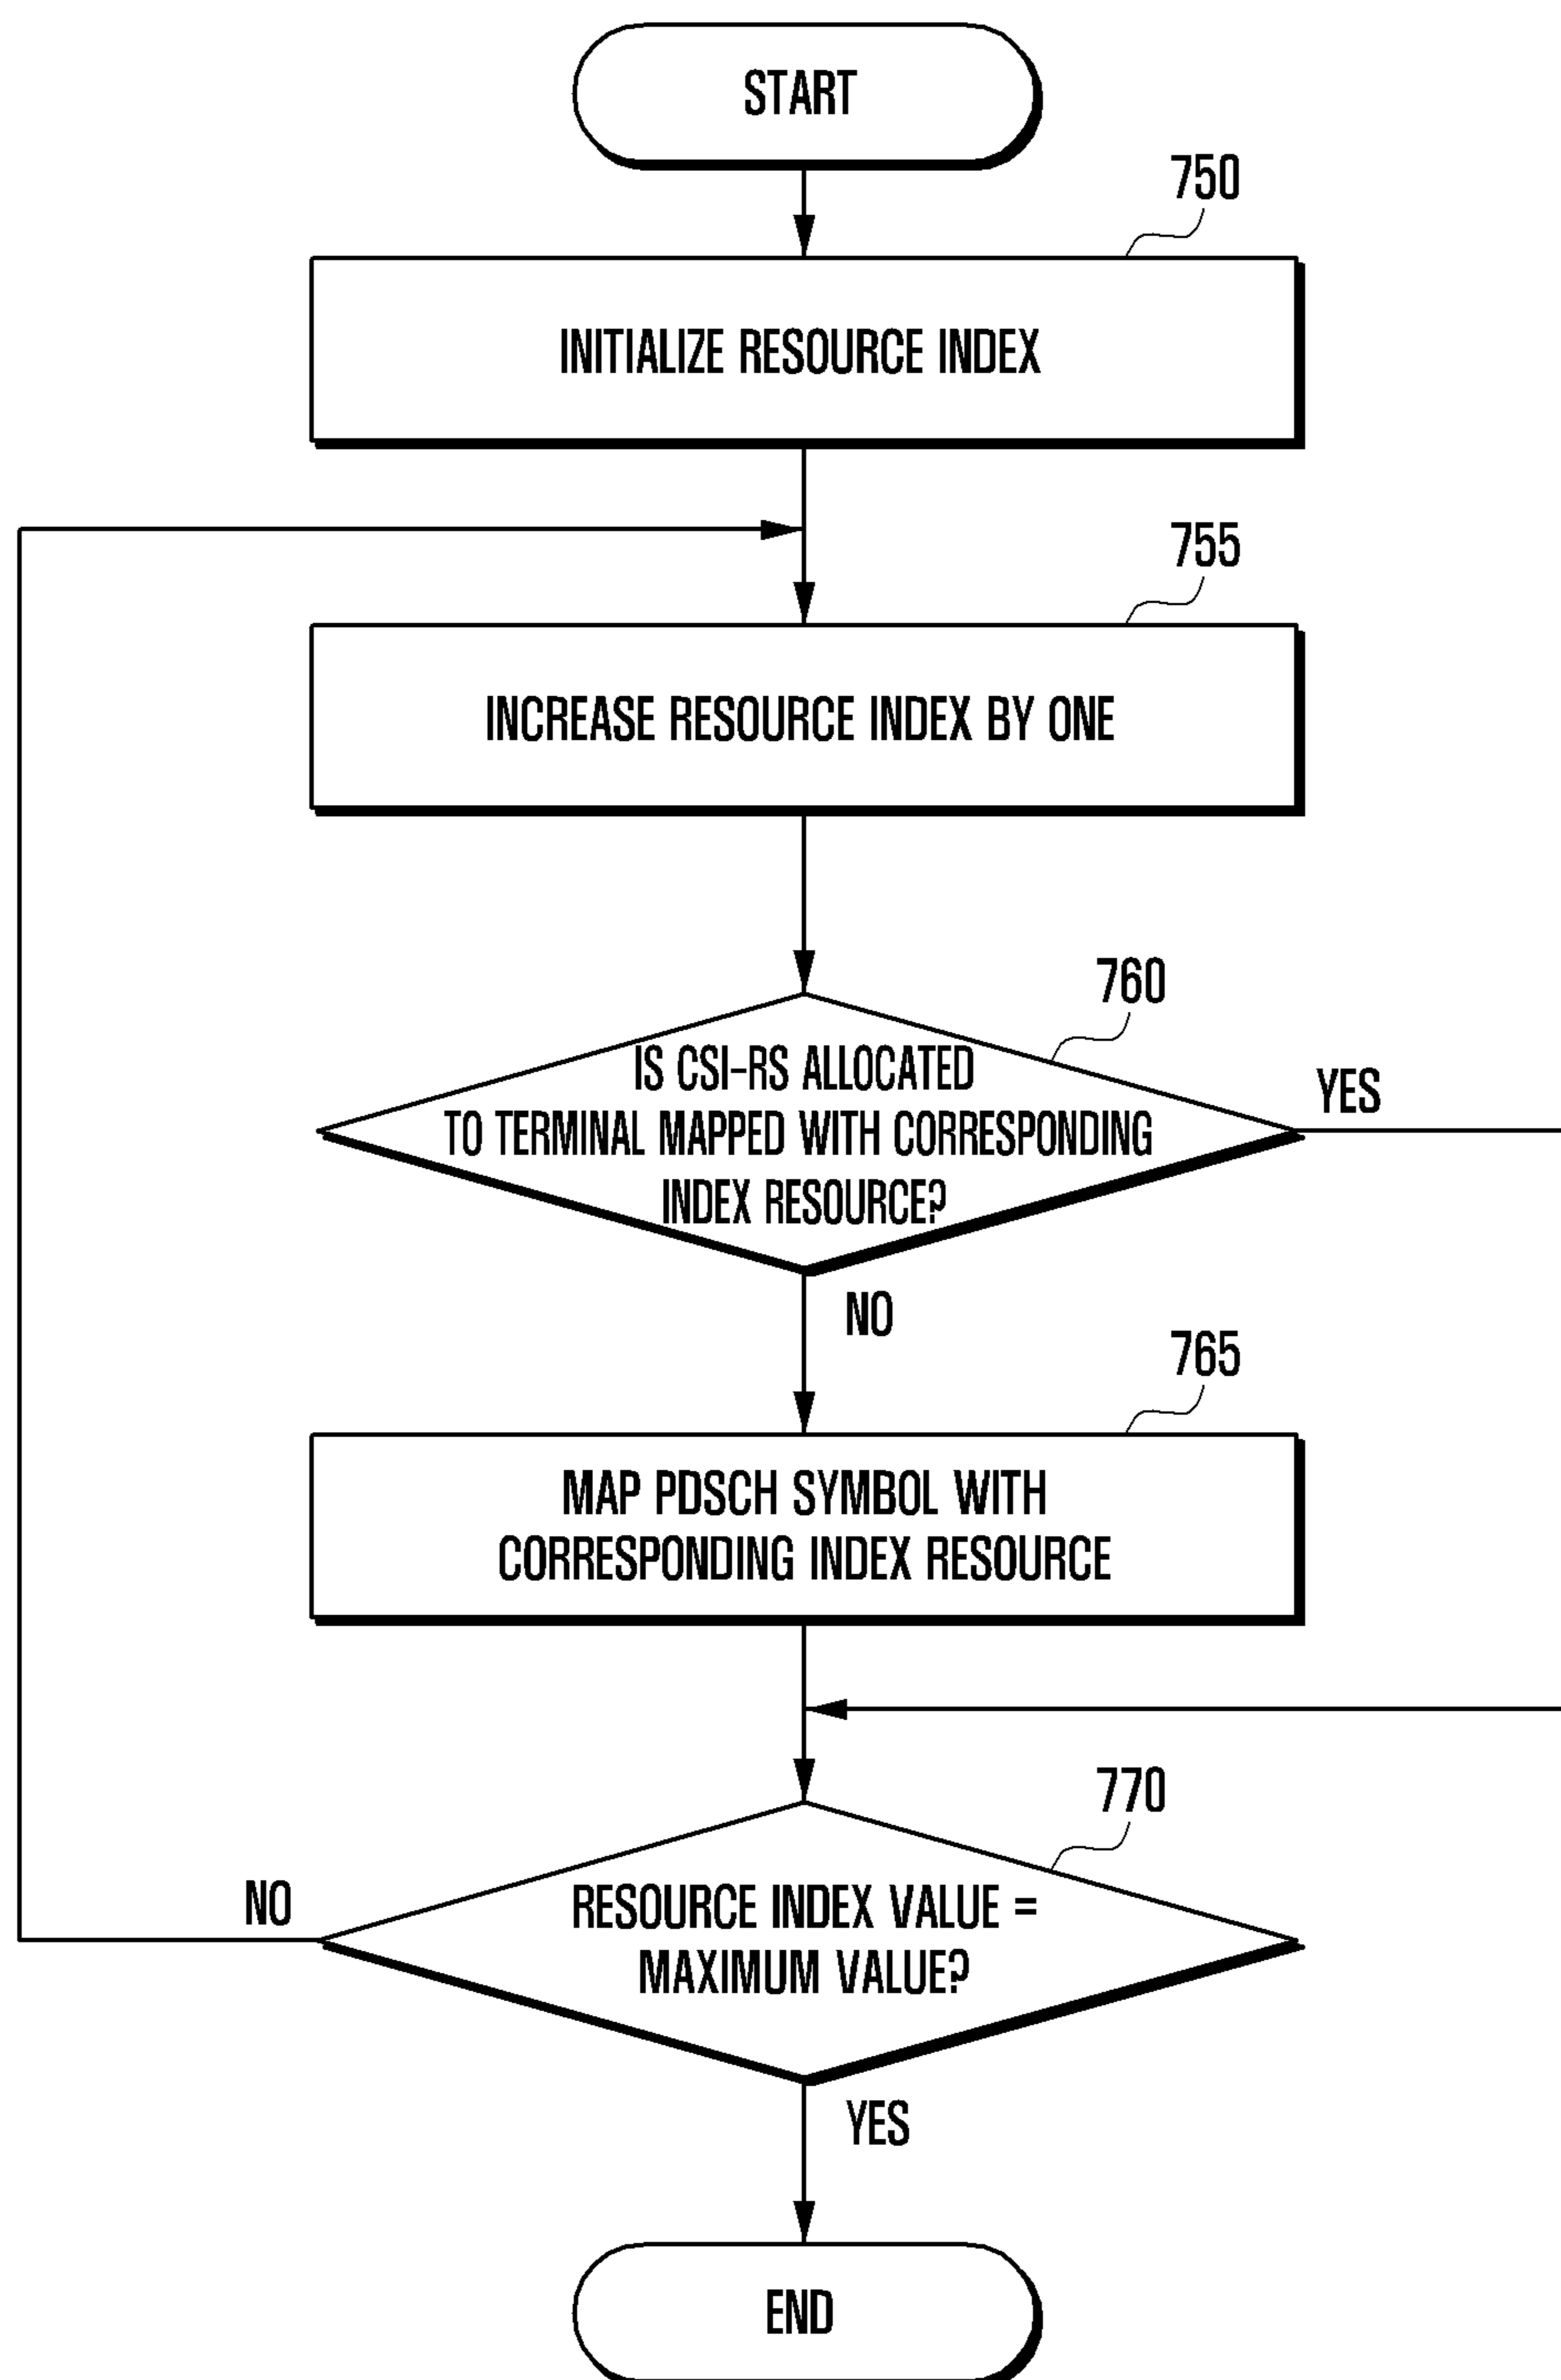 START
750
INITIALIZE RESOURCE INDEX
755
INCREASE RESOURCE INDEX BY ONE
760
IS CSI-RS ALLOCATED
TO TERMINAL MAPPED WITH CORRESPONDING
INDEX RESOURCE?
YES
NO
765
MAP PDSCH SYMBOL WITH
CORRESPONDING INDEX RESOURCE
770
RESOURCE INDEX VALUE =
MAXIMUM VALUE?
NO
YES
END